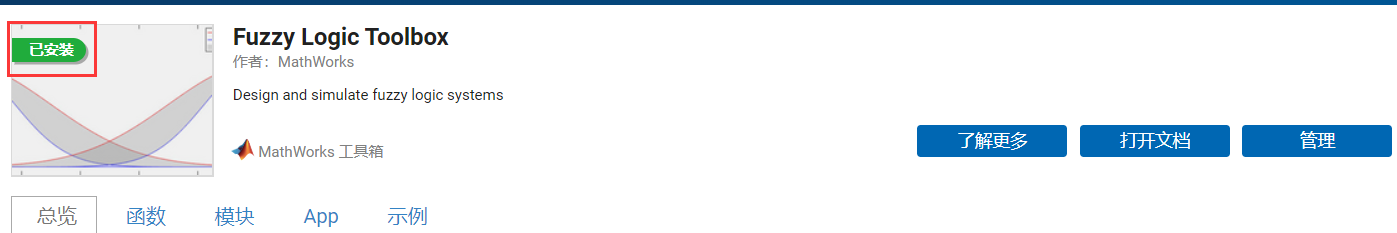 已安装
Fuzzy Logic Toolbox
作者：MathWorks
Design and simulate fuzzy logic systems
MathWorks 工具箱
了解更多 打开文档 管理
总览 函数 模块 App 示例